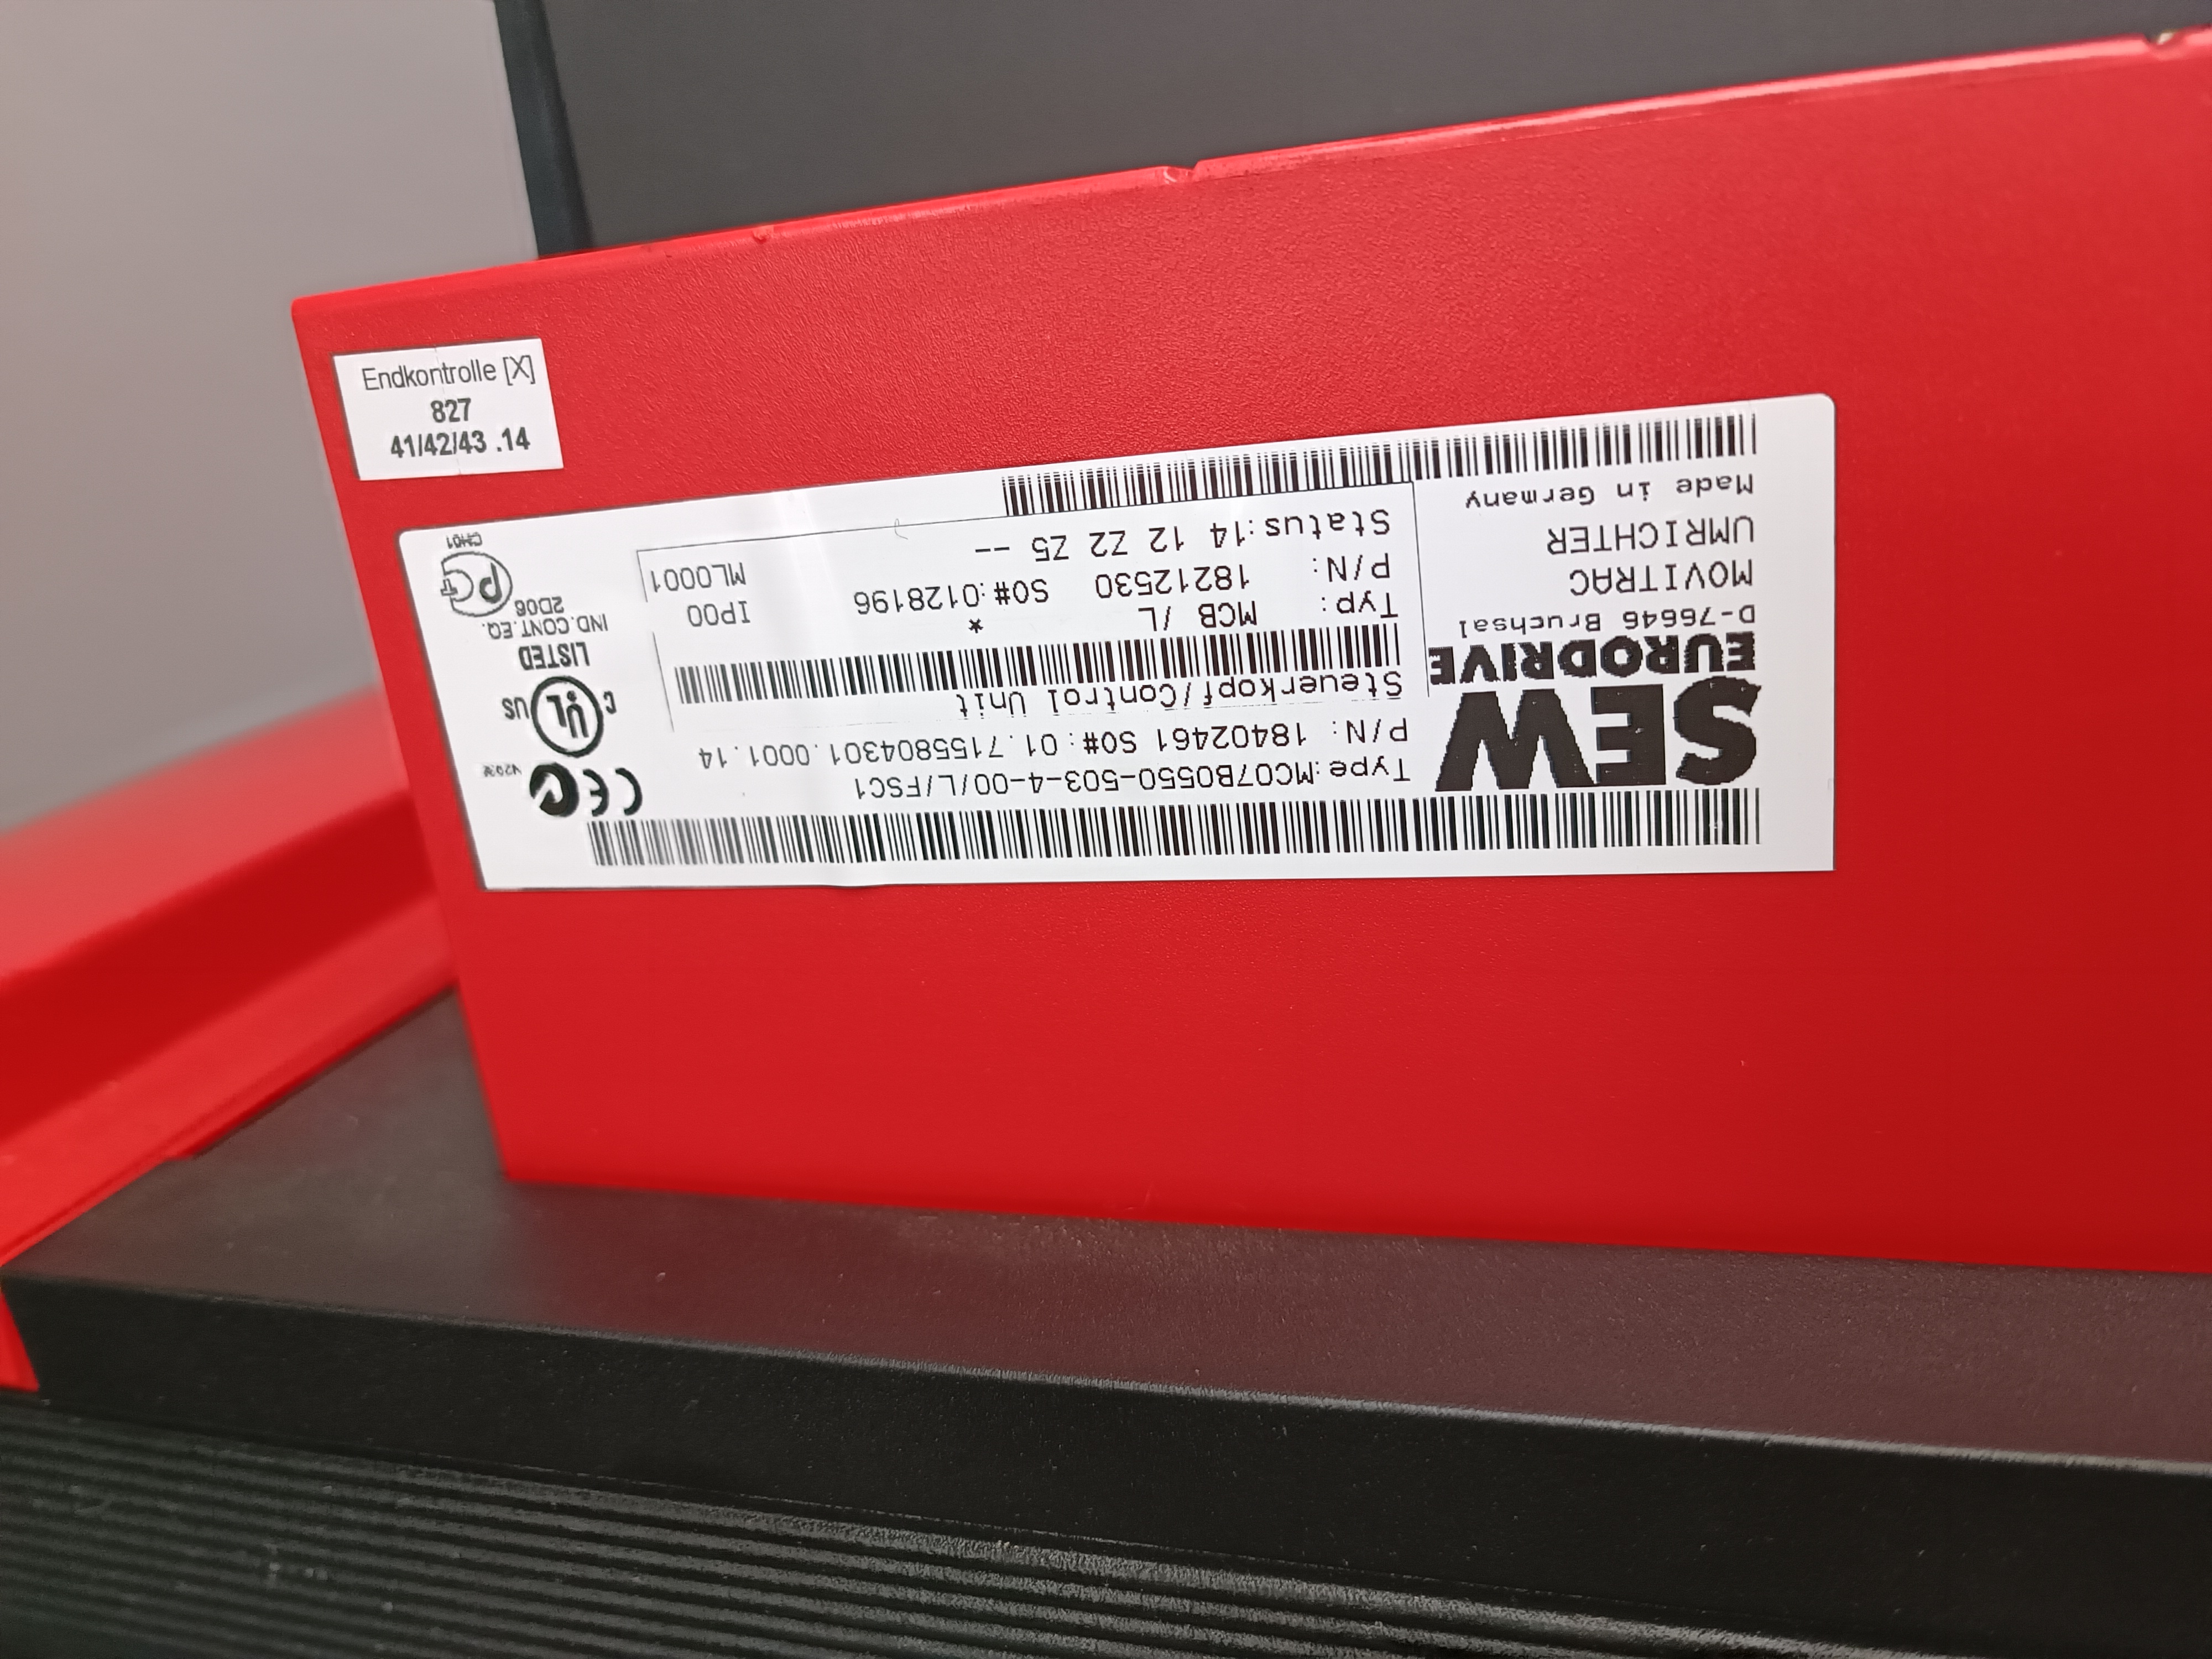 Endkontrolle [X]
827
41/42/43 .14
SEW
EURODRIVE
D-76646 Bruchsal
MOVITRAC
UMRICHTER
Made in Germany
Type:MC07B0550-503-4-00/L/FSC1
P/N: 18402461 SO#:01.7155804301.0001.14
Steuerkopf/Control Unit
Typ: MCB /L *
P/N: 18212530 SO#:0128196
Status:14 12 Z2 Z5 --
IP00
ML0001
CE
C UL US
LISTED
IND.CONT.EQ.
2D06
PCT